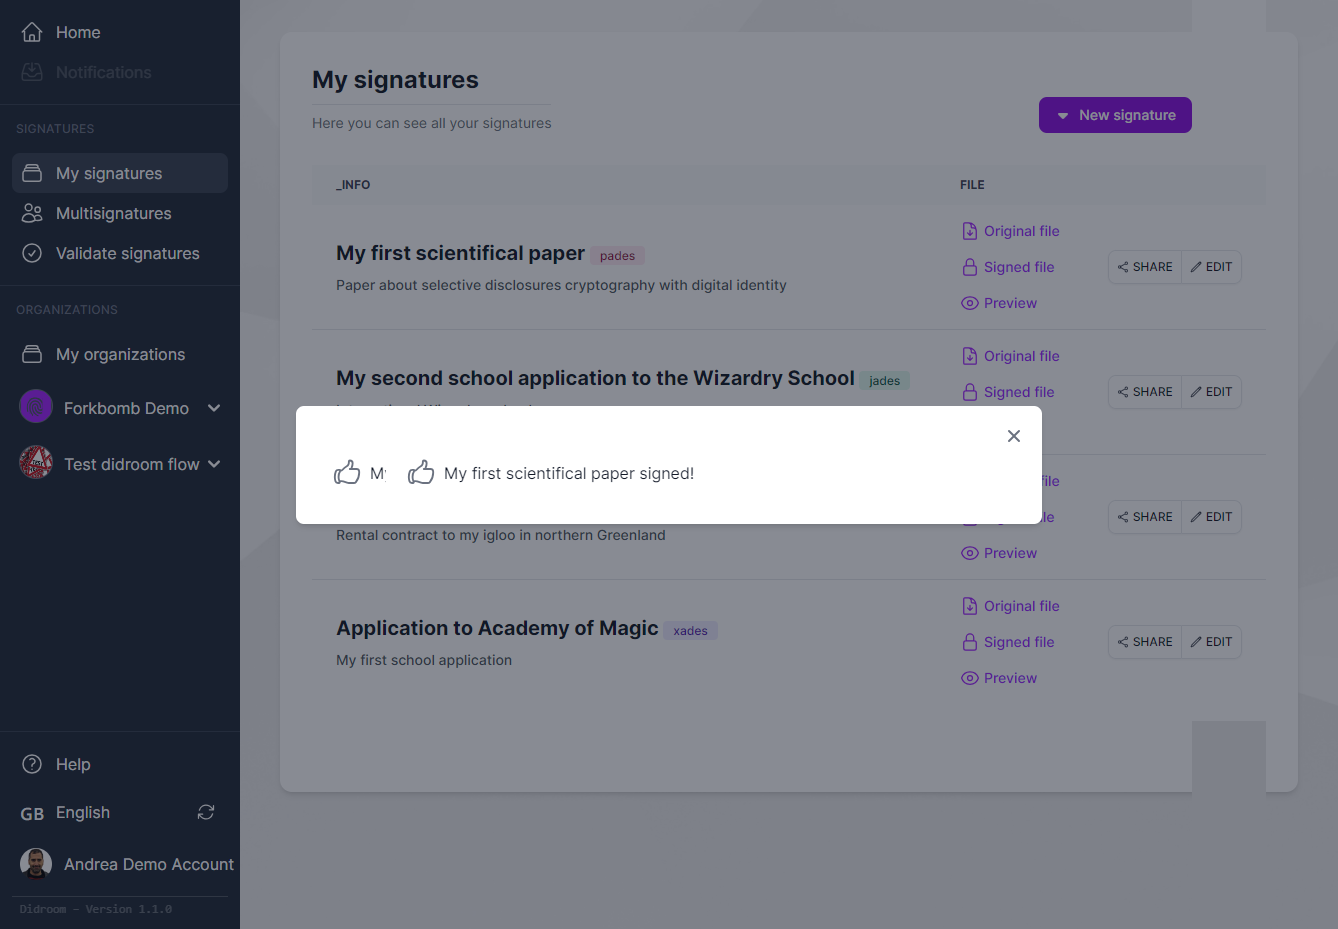 Home
Notifications
SIGNATURES
My signatures
Multisignatures
Validate signatures
ORGANIZATIONS
My organizations
Forkbomb Demo
Test didroom flow
Help
GB English
Andrea Demo Account
Didroom – Version 1.1.0
My signatures
Here you can see all your signatures
New signature
_INFO FILE
My first scientifical paper pades
Paper about selective disclosures cryptography with digital identity
Original file
Signed file
Preview
SHARE EDIT
My second school application to the Wizardry School jades
Original file
Signed file
SHARE EDIT
My first scientifical paper signed!
SHARE EDIT
Rental contract to my igloo in northern Greenland
Preview
Application to Academy of Magic xades
My first school application
Original file
Signed file
Preview
SHARE EDIT